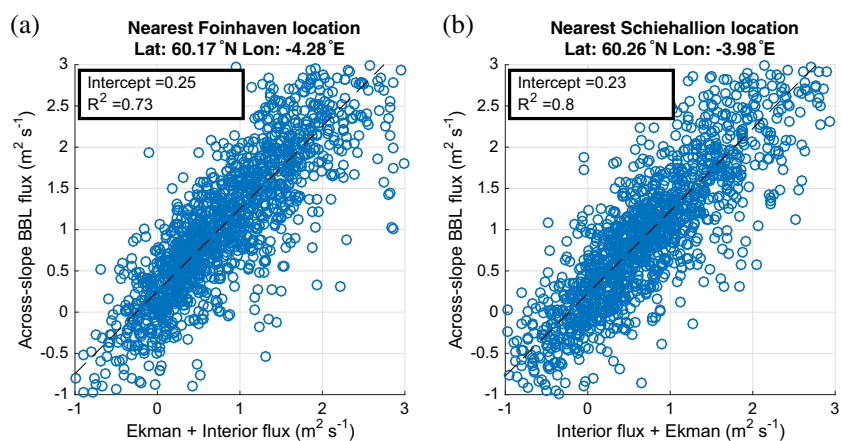 (a)
Nearest Foinhaven location
Lat: 60.17°N Lon: -4.28°E
Intercept =0.25
R² =0.73
3
2.5
2
1.5
1
0.5
0
-0.5
-1
Across-slope BBL flux (m² s⁻¹)
-1 0 1 2 3
Ekman + Interior flux (m² s⁻¹)
(b)
Nearest Schiehallion location
Lat: 60.26°N Lon: -3.98°E
Intercept =0.23
R² =0.8
3
2.5
2
1.5
1
0.5
0
-0.5
-1
Across-slope BBL flux (m² s⁻¹)
-1 0 1 2 3
Interior flux + Ekman (m² s⁻¹)